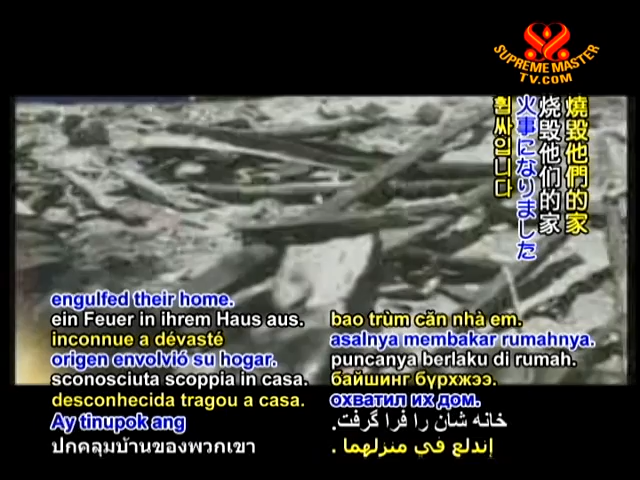 SUPREME MASTER
TV.COM
燒毀他們的家
烧毁他们的家
火事になりました
휩싸입니다
engulfed their home.
ein Feuer in ihrem Haus aus.
inconnue a dévasté
origen envolvió su hogar.
sconosciuta scoppia in casa.
desconhecida tragou a casa.
Ay tinupok ang
ปกคลุมบ้านของพวกเขา
bao trùm căn nhà em.
asalnya membakar rumahnya.
puncanya berlaku di rumah.
байшинг бүрхжээ.
охватил их дом.
خانه شان را فرا گرفت.
إندلع في منزلهما .